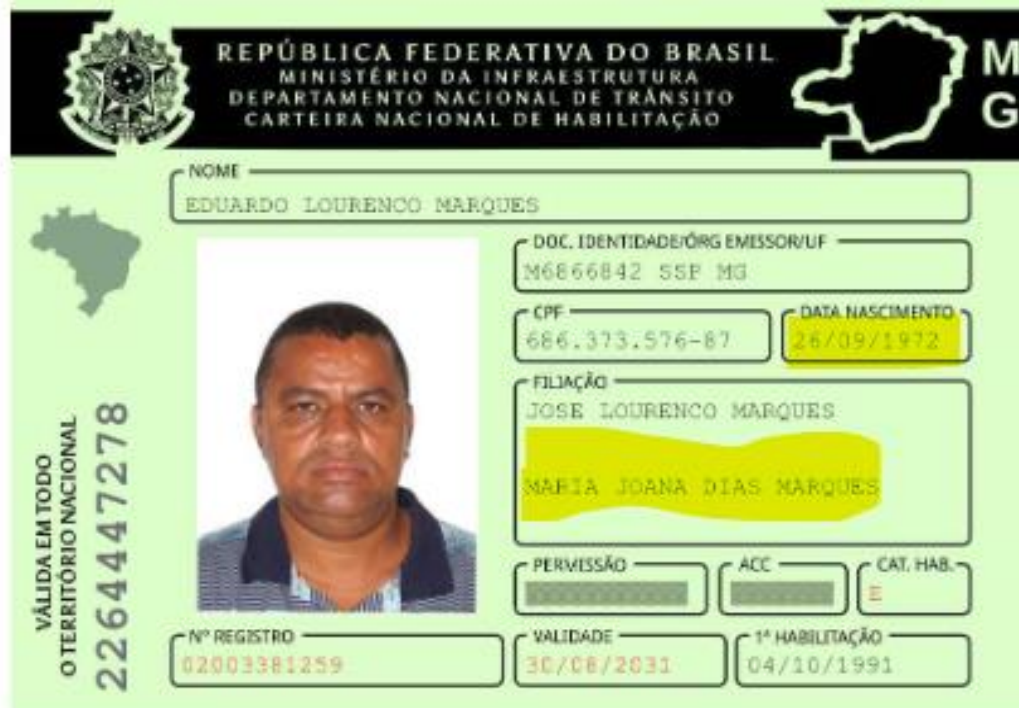 REPÚBLICA FEDERATIVA DO BRASIL
MINISTÉRIO DA INFRAESTRUTURA
DEPARTAMENTO NACIONAL DE TRÂNSITO
CARTEIRA NACIONAL DE HABILITAÇÃO
M
G
NOME
EDUARDO LOURENCO MARQUES
DOC. IDENTIDADE/ÓRG EMISSOR/UF
M6866842 SSP MG
CPF
686.373.576-87
DATA NASCIMENTO
26/09/1972
FILIAÇÃO
JOSE LOURENCO MARQUES
MARIA JOANA DIAS MARQUES
PERMISSÃO
ACC
CAT. HAB.
E
Nº REGISTRO
02003381259
VALIDADE
30/08/2031
1ª HABILITAÇÃO
04/10/1991
VÁLIDA EM TODO
O TERRITÓRIO NACIONAL
2264447278